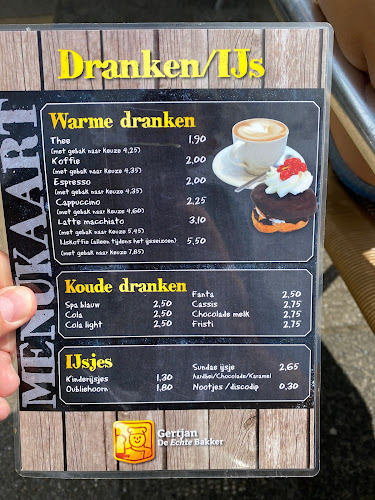 Dranken/IJs
MENUKAART
Warme dranken
Thee 1,90
(met gebak naar keuze 4,25)
Koffie 2,00
(met gebak naar keuze 4,35)
Espresso 2,00
(met gebak naar keuze 4,35)
Cappuccino 2,25
(met gebak naar keuze 4,60)
Latte macchiato 3,10
(met gebak naar keuze 5,45)
IJskoffie (alleen tijdens het ijsseizoen) 5,50
(met gebak naar keuze 7,85)
Koude dranken
Spa blauw 2,50
Cola 2,50
Cola light 2,50
Fanta 2,50
Cassis 2,75
Chocolade melk 2,75
Fristi 2,75
IJsjes
Kinderijsjes 1,30
Oubliehoorn 1,80
Sundae ijsje 2,65
Aardbei/Chocolade/Karamel
Nootjes /discodip 0,30
Gertjan
De Echte Bakker